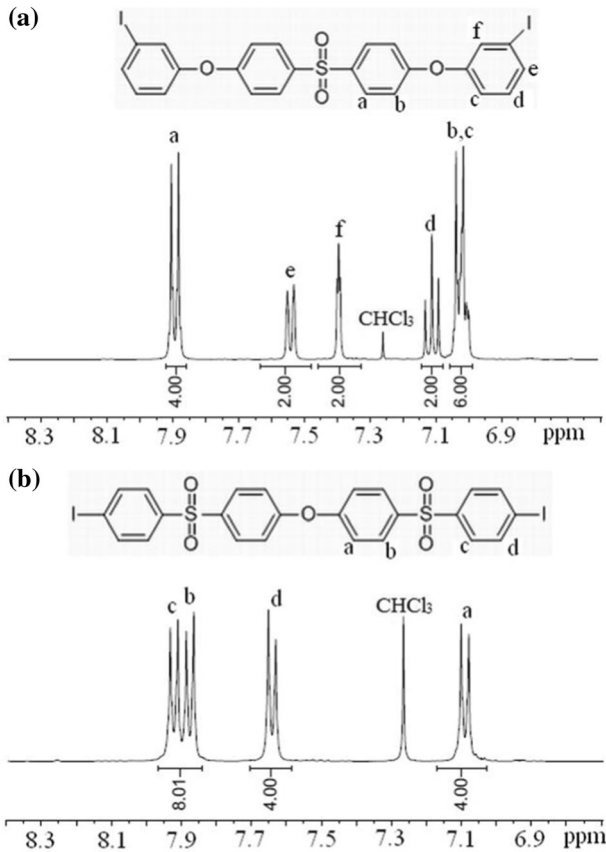 (a)
I I
O S O
O
O
f
e
a b c d
a
e
f
CHCl3
d
b,c
4.00 2.00 2.00 2.00 6.00
8.3 8.1 7.9 7.7 7.5 7.3 7.1 6.9 ppm
(b)
O O
I S O S I
O O
a b c d
c b
d
CHCl3
a
8.01 4.00 4.00
8.3 8.1 7.9 7.7 7.5 7.3 7.1 6.9 ppm